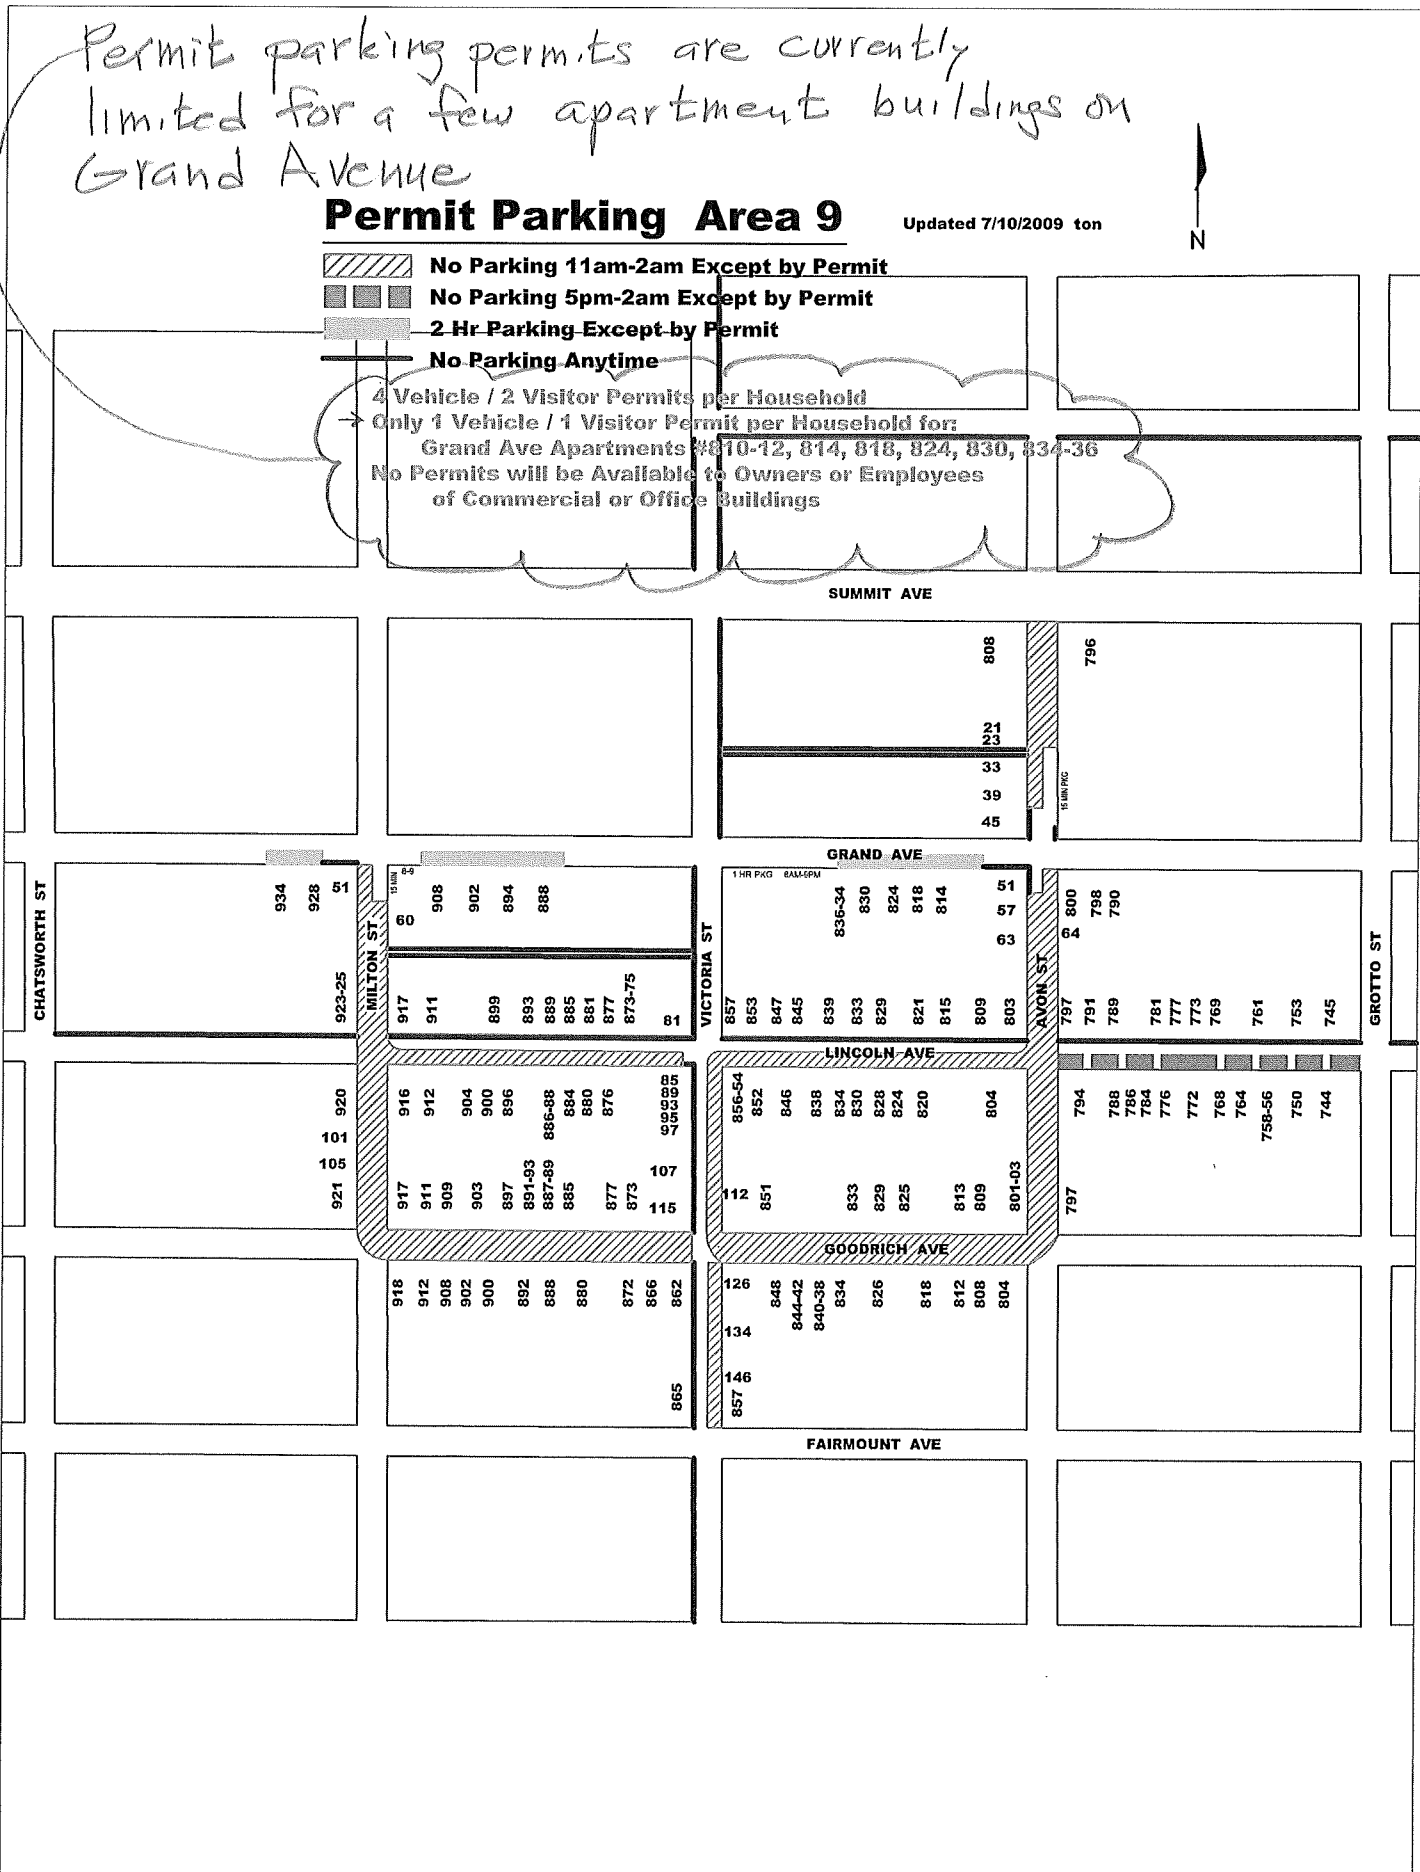 Permit parking permits are currently
limited for a few apartment buildings on
Grand Avenue
Permit Parking Area 9
Updated 7/10/2009 ton
N
No Parking 11am-2am Except by Permit
No Parking 5pm-2am Except by Permit
2 Hr Parking Except by Permit
No Parking Anytime
4 Vehicle / 2 Visitor Permits per Household
→ Only 1 Vehicle / 1 Visitor Permit per Household for:
Grand Ave Apartments #810-12, 814, 818, 824, 830, 834-36
No Permits will be Available to Owners or Employees
of Commercial or Office Buildings
SUMMIT AVE
808 796
21
23
33
39
15 MIN PKG
45
GRAND AVE
CHATSWORTH ST
934 928 51
MILTON ST
15 MIN 8-9
908 902 894 888
60
VICTORIA ST
1 HR PKG 8AM-9PM
836-34 830 824 818 814
51
57
63
AVON ST
800 798 790
64
GROTTO ST
923-25
917 911 899 893 889 885 881 877 873-75 81
857 853 847 845 839 833 829 821 815 809 803
797 791 789 781 777 773 769 761 753 745
LINCOLN AVE
920
101
105
921
916 912 904 900 896 886-88 884 880 876
85
89
93
95
97
107
115
917 911 909 903 897 891-93 887-89 885 877 873
856-54 852 846 838 834 830 828 824 820 804
112 851 833 829 825 813 809 801-03
794 788 786 784 776 772 768 764 758-56 750 744
797
GOODRICH AVE
918 912 908 902 900 892 888 880 872 866 862
865
126 848 844-42 840-38 834 826 818 812 808 804
134
146
857
FAIRMOUNT AVE